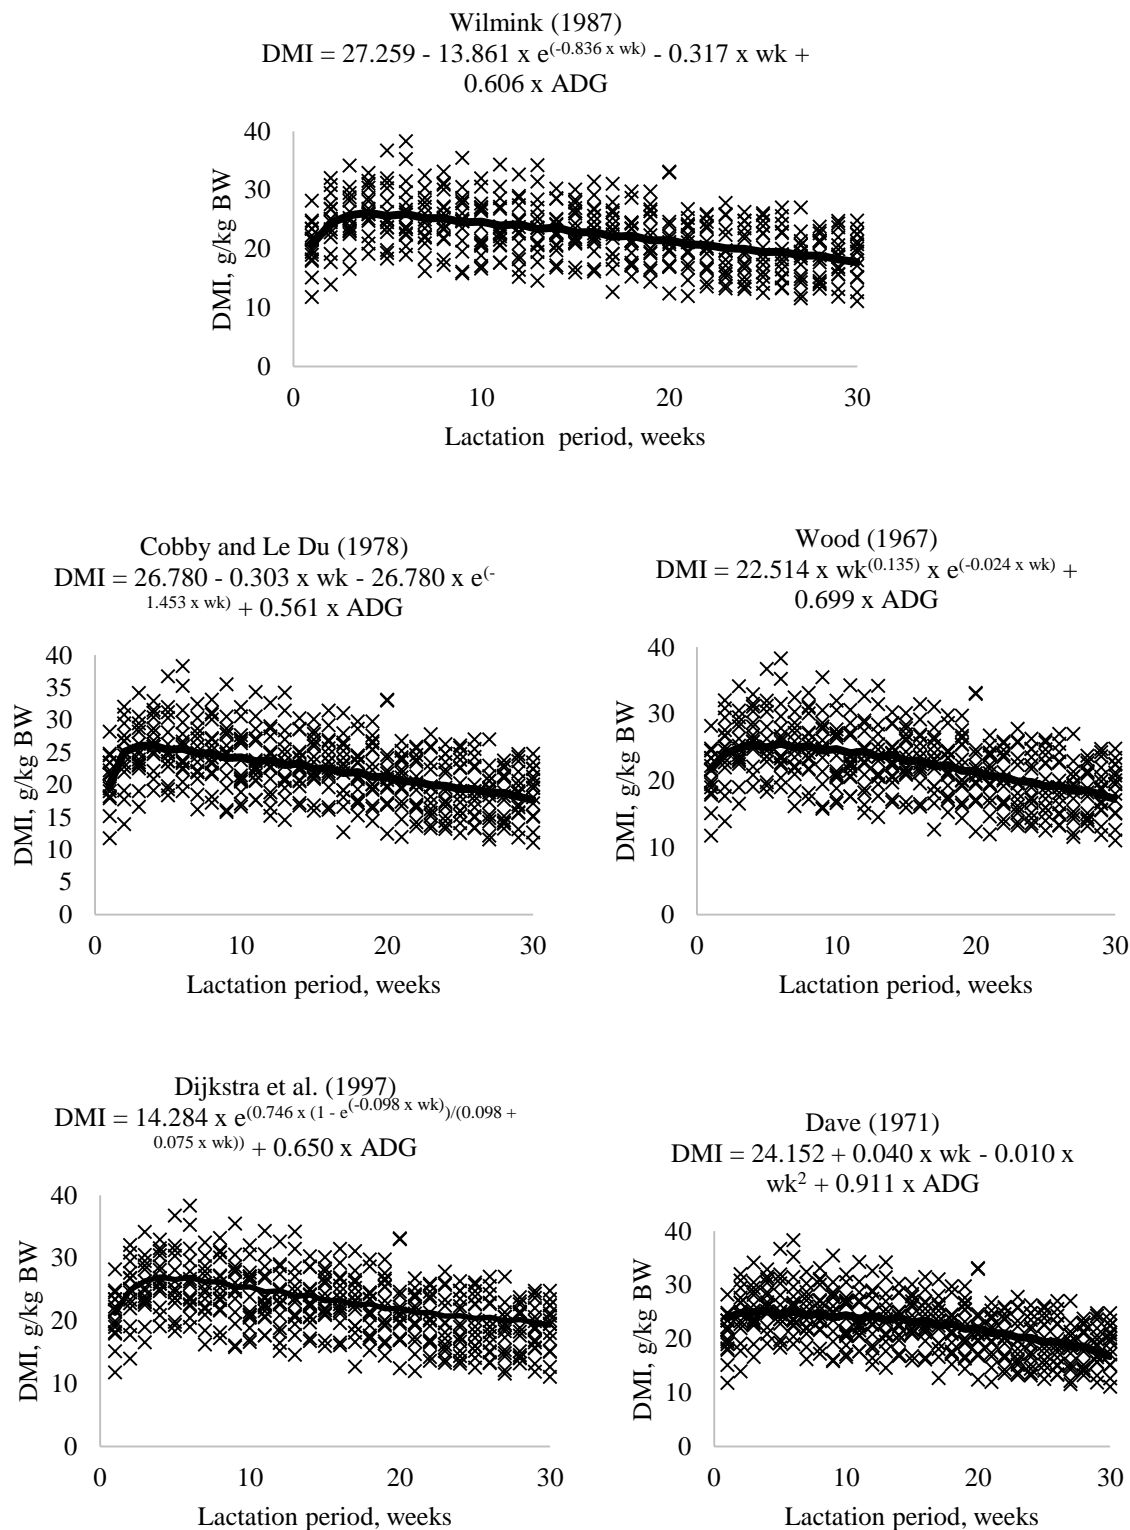 Wilmink (1987)
DMI = 27.259 - 13.861 x e(-0.836 x wk) - 0.317 x wk +
0.606 x ADG
40
30
20
10
0
DMI, g/kg BW
0 10 20 30
Lactation period, weeks
Cobby and Le Du (1978)
DMI = 26.780 - 0.303 x wk - 26.780 x e(-
1.453 x wk) + 0.561 x ADG
40
35
30
25
20
15
10
5
0
DMI, g/kg BW
0 10 20 30
Lactation period, weeks
Wood (1967)
DMI = 22.514 x wk(0.135) x e(-0.024 x wk) +
0.699 x ADG
40
30
20
10
0
DMI, g/kg BW
0 10 20 30
Lactation period, weeks
Dijkstra et al. (1997)
DMI = 14.284 x e(0.746 x (1 - e(-0.098 x wk))/(0.098 +
0.075 x wk)) + 0.650 x ADG
40
30
20
10
0
DMI, g/kg BW
0 10 20 30
Lactation period, weeks
Dave (1971)
DMI = 24.152 + 0.040 x wk - 0.010 x
wk² + 0.911 x ADG
40
30
20
10
0
DMI, g/kg BW
0 10 20 30
Lactation period, weeks